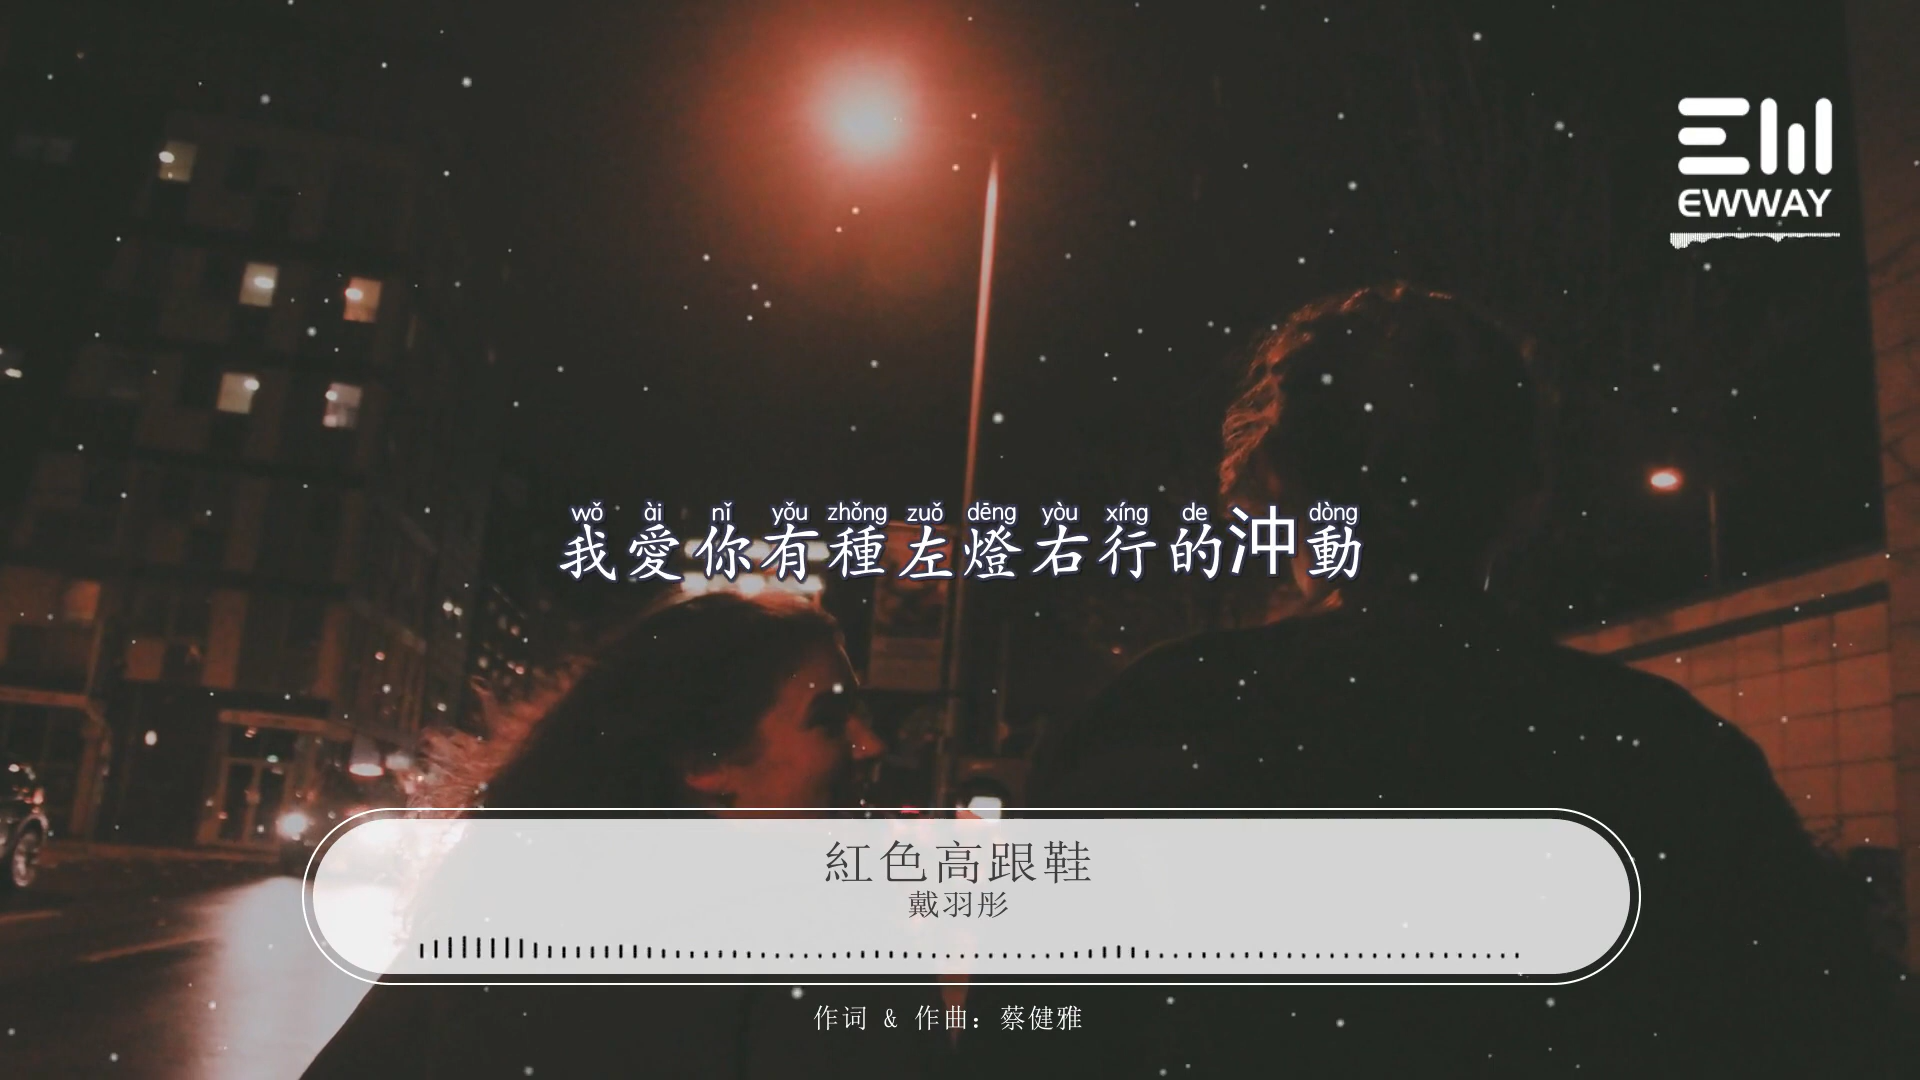 EW
EWWAY
wǒ ài nǐ yǒu zhǒng zuǒ dēng yòu xíng de dòng
我愛你有種左燈右行的沖動
紅色高跟鞋
戴羽彤
作词 & 作曲：蔡健雅